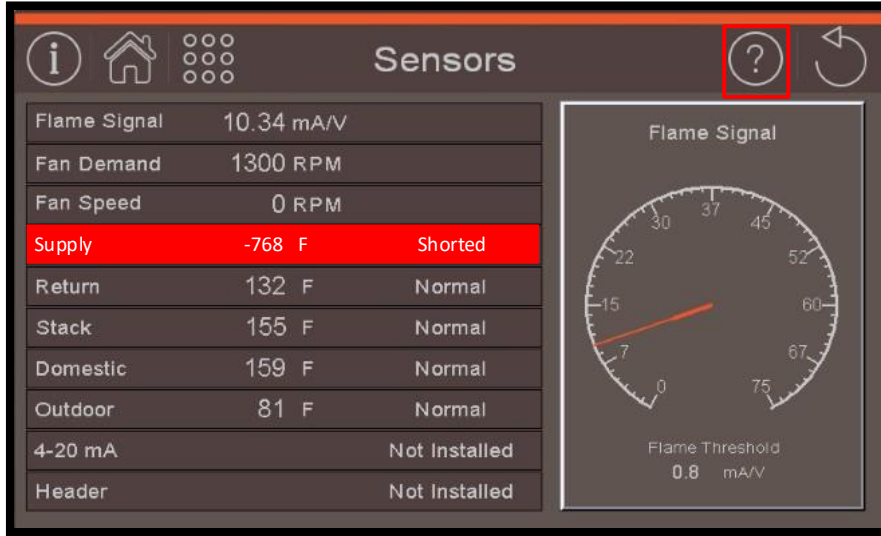 i Sensors ?
Flame Signal 10.34 mA/V
Fan Demand 1300 RPM
Fan Speed 0 RPM
Supply -768 F Shorted
Return 132 F Normal
Stack 155 F Normal
Domestic 159 F Normal
Outdoor 81 F Normal
4-20 mA Not Installed
Header Not Installed
Flame Signal
0
7
15
22
30
37
45
52
60
67
75
Flame Threshold
0.8 mA/V